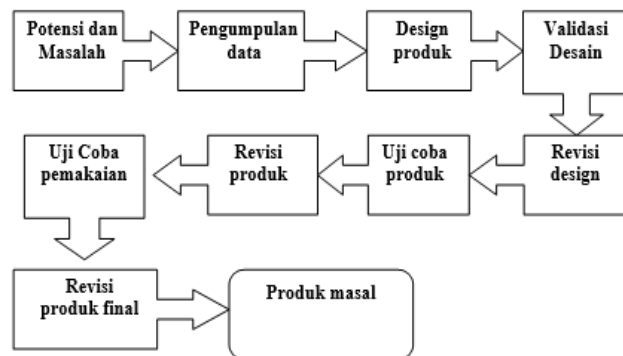 Potensi dan
Masalah
Pengumpulan
data
Design
produk
Validasi
Desain
Uji Coba
pemakaian
Revisi
produk
Uji coba
produk
Revisi
design
Revisi
produk final
Produk masal